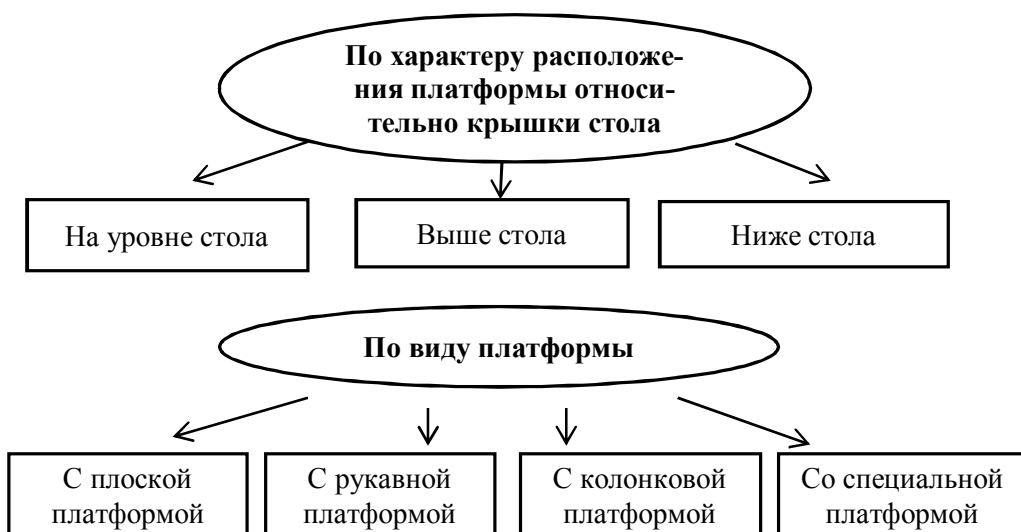 По характеру расположе-
ния платформы относи-
тельно крышки стола
На уровне стола
Выше стола
Ниже стола
По виду платформы
С плоской
платформой
С рукавной
платформой
С колонковой
платформой
Со специальной
платформой